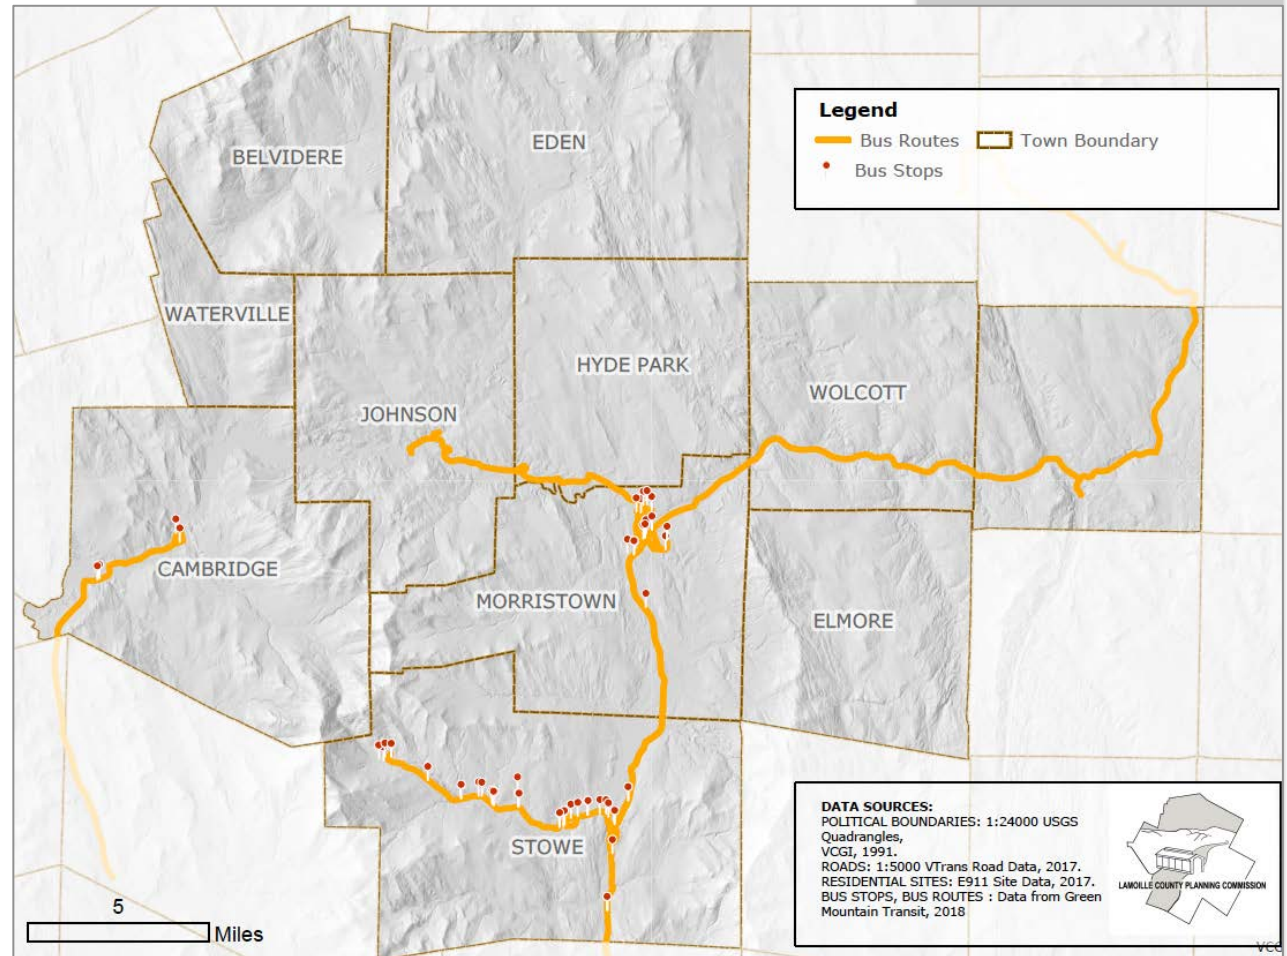 Legend
Bus Routes
Town Boundary
Bus Stops
BELVIDERE
EDEN
WATERVILLE
HYDE PARK
JOHNSON
WOLCOTT
CAMBRIDGE
MORRISTOWN
ELMORE
STOWE
5
Miles
DATA SOURCES:
POLITICAL BOUNDARIES: 1:24000 USGS
Quadrangles,
VCGI, 1991.
ROADS: 1:5000 VTrans Road Data, 2017.
RESIDENTIAL SITES: E911 Site Data, 2017.
BUS STOPS, BUS ROUTES : Data from Green
Mountain Transit, 2018
LAMOILLE COUNTY PLANNING COMMISSION